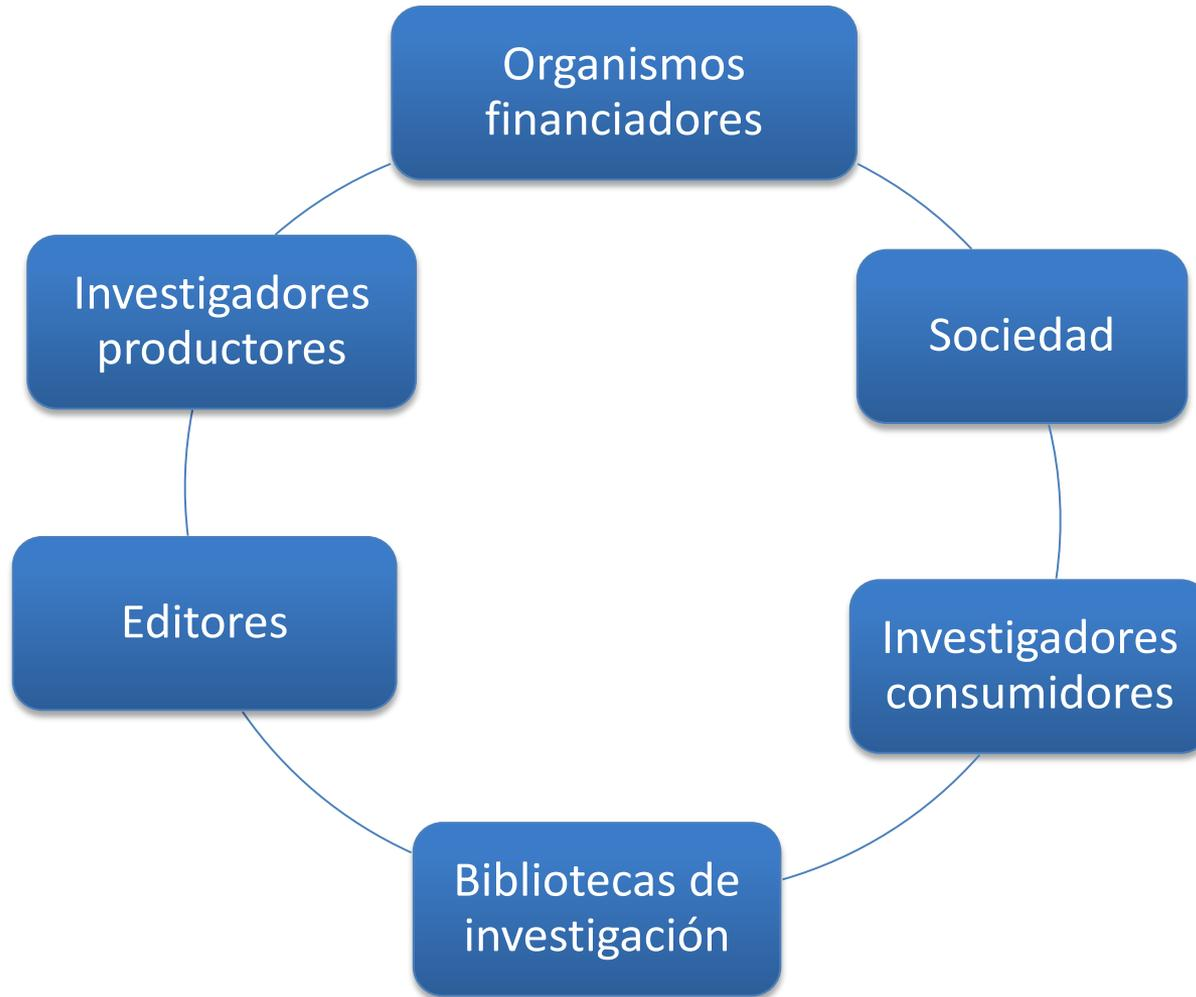 Organismos
financiadores
Investigadores
productores
Sociedad
Editores
Investigadores
consumidores
Bibliotecas de
investigación